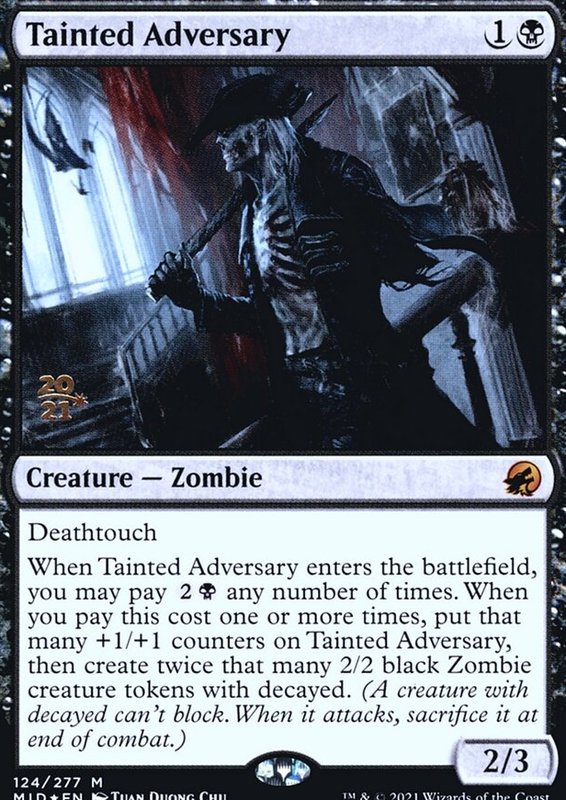 Tainted Adversary 1
20
21
Creature — Zombie
Deathtouch
When Tainted Adversary enters the battlefield,
you may pay 2 any number of times. When
you pay this cost one or more times, put that
many +1/+1 counters on Tainted Adversary,
then create twice that many 2/2 black Zombie
creature tokens with decayed. (A creature with
decayed can't block. When it attacks, sacrifice it at
end of combat.)
2/3
124/277 M
MID★EN Tuan Duong Chu
™ & © 2021 Wizards of the Coast